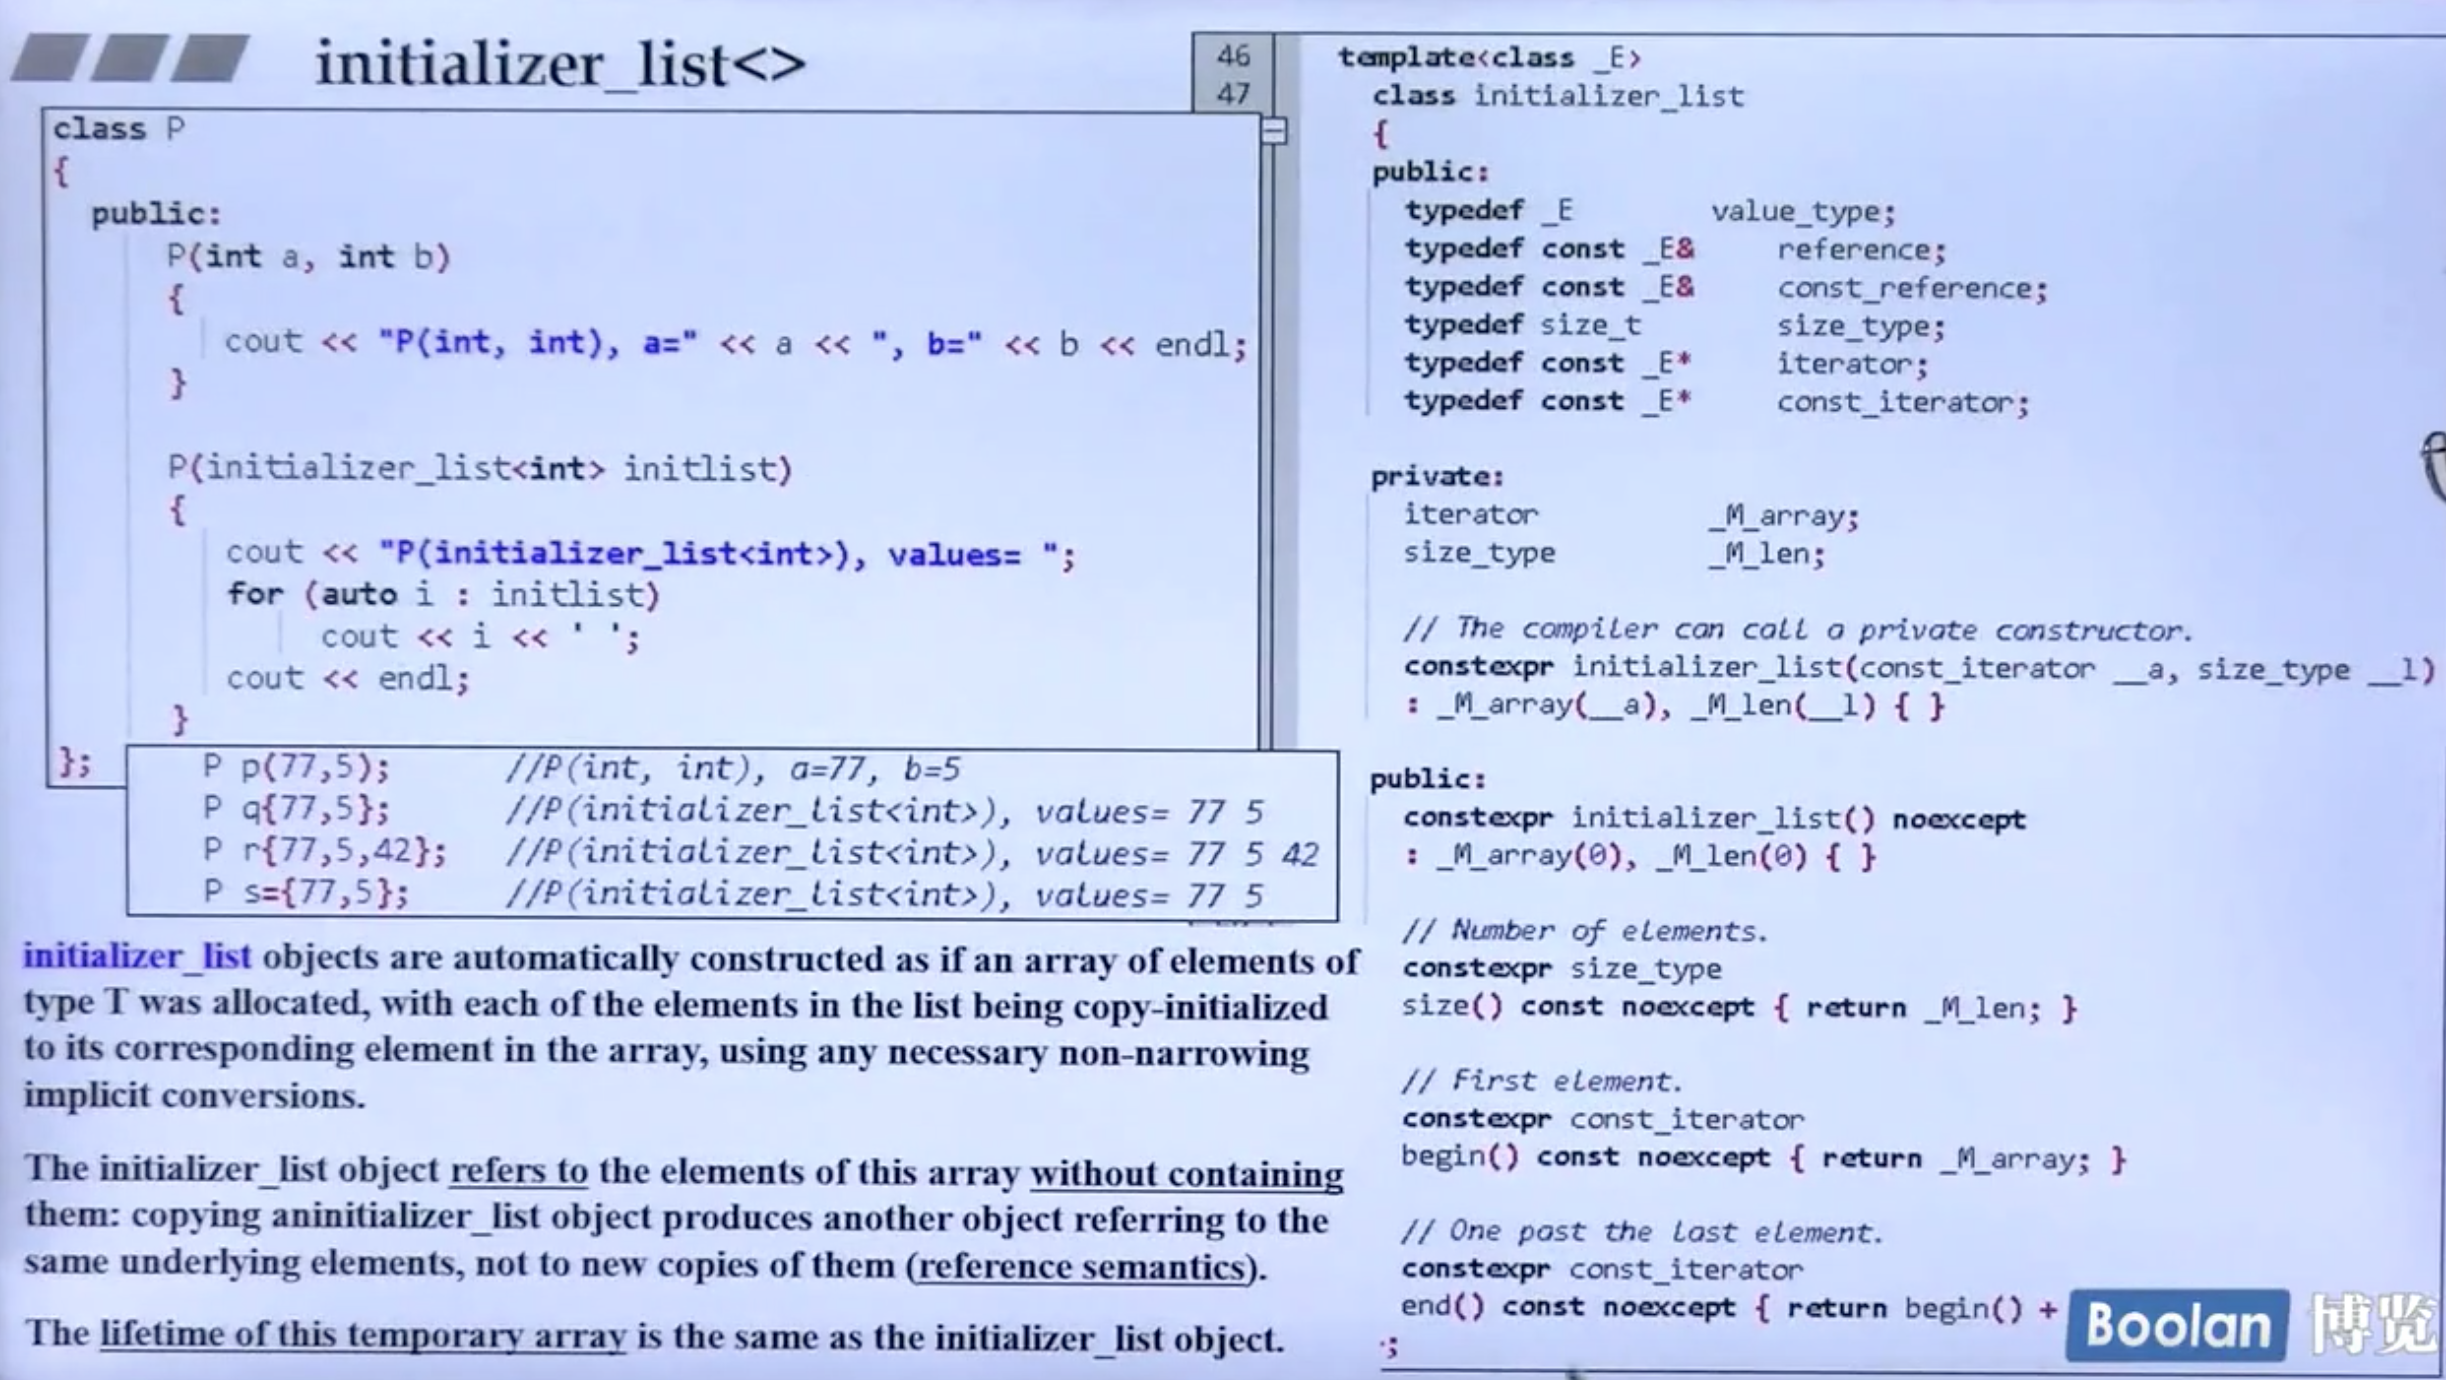 initializer_list<>
class P
{
public:
P(int a, int b)
{
cout << "P(int, int), a=" << a << ", b=" << b << endl;
}
P(initializer_list<int> initlist)
{
cout << "P(initializer_list<int>), values= ";
for (auto i : initlist)
cout << i << ' ';
cout << endl;
}
};
P p(77,5); //P(int, int), a=77, b=5
P q{77,5}; //P(initializer_list<int>), values= 77 5
P r{77,5,42}; //P(initializer_list<int>), values= 77 5 42
P s={77,5}; //P(initializer_list<int>), values= 77 5
initializer_list objects are automatically constructed as if an array of elements of
type T was allocated, with each of the elements in the list being copy-initialized
to its corresponding element in the array, using any necessary non-narrowing
implicit conversions.
The initializer_list object refers to the elements of this array without containing
them: copying aninitializer_list object produces another object referring to the
same underlying elements, not to new copies of them (reference semantics).
The lifetime of this temporary array is the same as the initializer_list object.
46 template<class _E>
47 class initializer_list
{
public:
typedef _E value_type;
typedef const _E& reference;
typedef const _E& const_reference;
typedef size_t size_type;
typedef const _E* iterator;
typedef const _E* const_iterator;
private:
iterator _M_array;
size_type _M_len;
// The compiler can call a private constructor.
constexpr initializer_list(const_iterator __a, size_type __l)
: _M_array(__a), _M_len(__l) { }
public:
constexpr initializer_list() noexcept
: _M_array(0), _M_len(0) { }
// Number of elements.
constexpr size_type
size() const noexcept { return _M_len; }
// First element.
constexpr const_iterator
begin() const noexcept { return _M_array; }
// One past the last element.
constexpr const_iterator
end() const noexcept { return begin() +
;
Boolan 博览